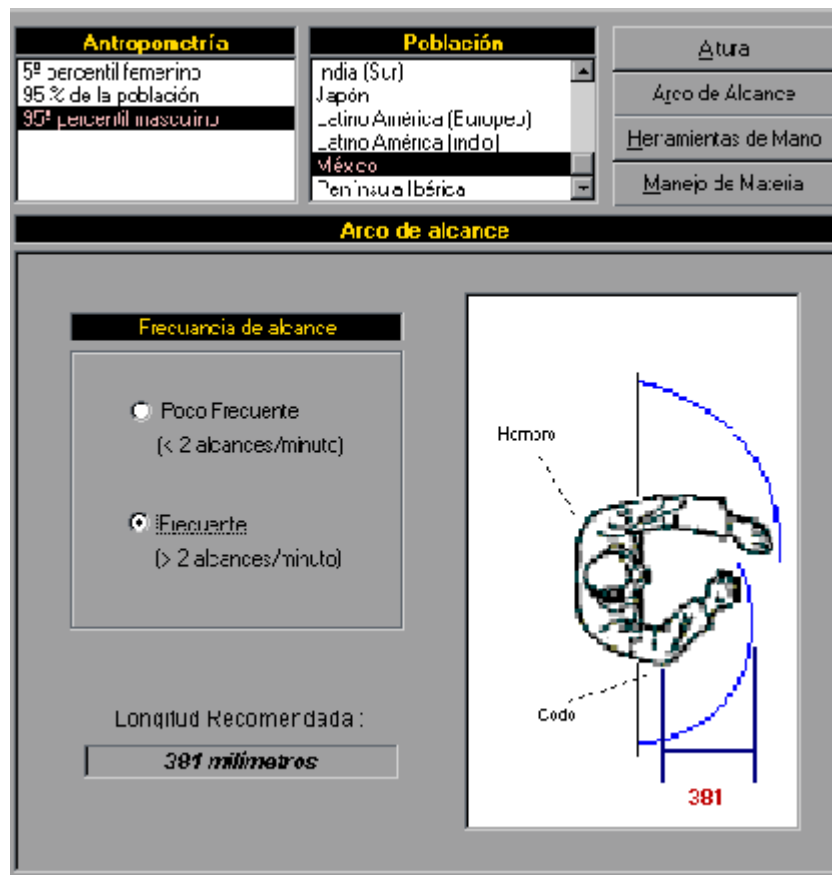 Antropometría
5º percentil femenino
95 % de la población
95º percentil masculino
Población
India (Sur)
Japón
Latino América (Europeo)
Latino América (Indio)
México
Península Ibérica
Altura
Arco de Alcance
Herramientas de Mano
Manejo de Materia
Arco de alcance
Frecuancia de alcance
Poco Frecuente
(< 2 alcances/minuto)
Frecuente
(> 2 alcances/minuto)
Longitud Recomendada :
381 milímetros
Hombro
Codo
381